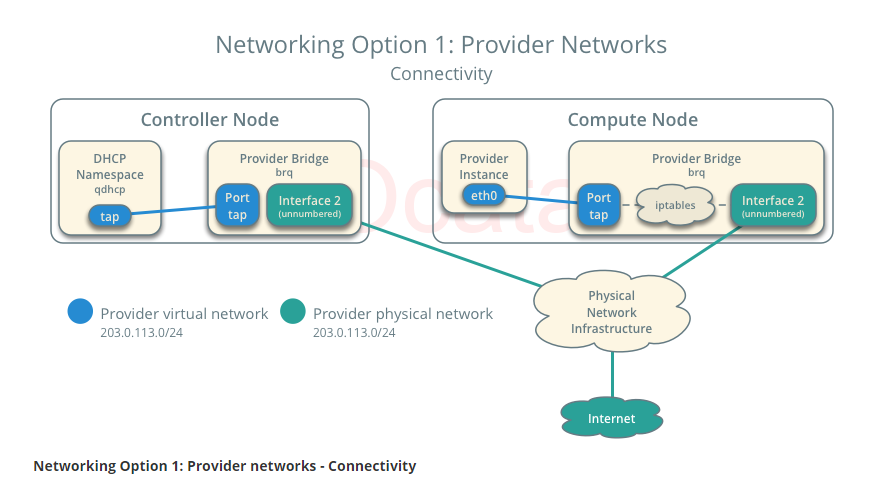 Networking Option 1: Provider Networks
Connectivity
Controller Node
DHCP
Namespace
qdhcp
tap
Provider Bridge
brq
Port
tap
Interface 2
(unnumbered)
Compute Node
Provider
Instance
eth0
Provider Bridge
brq
Port
tap
iptables
Interface 2
(unnumbered)
Physical
Network
Infrastructure
Internet
Provider virtual network
203.0.113.0/24
Provider physical network
203.0.113.0/24
Networking Option 1: Provider networks - Connectivity